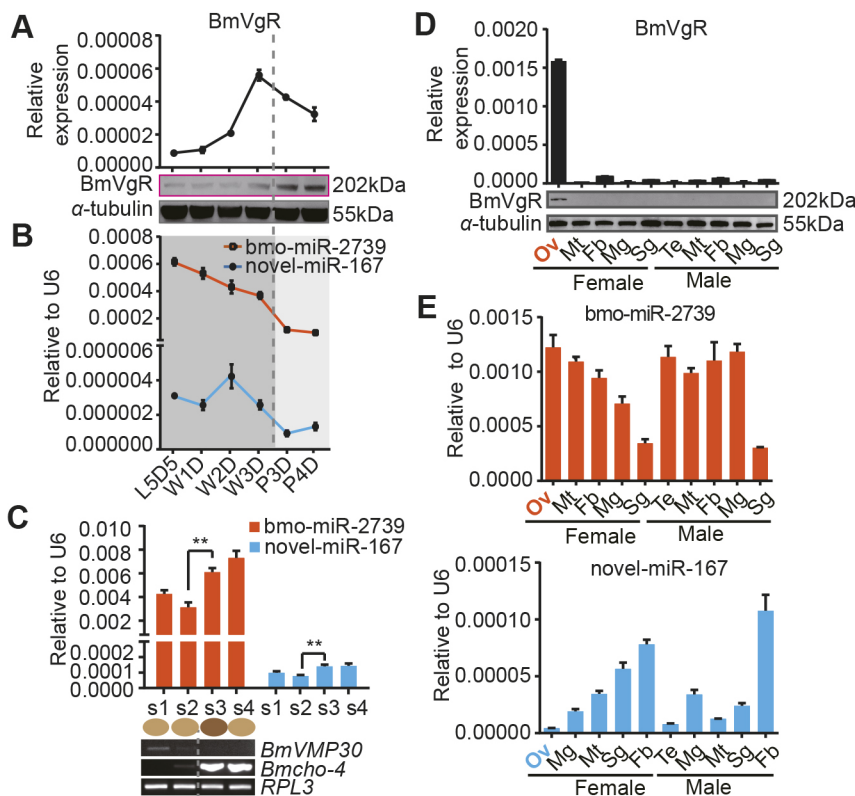 A
BmVgR
Relative expression
0.00008
0.00006
0.00004
0.00002
0.00000
BmVgR
202kDa
α-tubulin
55kDa
B
Relative to U6
0.0006
0.0004
0.0002
0.0000
0.000006
0.000004
0.000002
0.000000
bmo-miR-2739
novel-miR-167
L5D5 W1D W2D W3D P3D P4D
C
Relative to U6
0.010
0.008
0.006
0.004
0.0002
0.0001
0.0000
bmo-miR-2739
novel-miR-167
**
**
s1 s2 s3 s4 s1 s2 s3 s4
BmVMP30
Bmcho-4
RPL3
D
BmVgR
Relative expression
0.0020
0.0015
0.0010
0.0005
0.0000
BmVgR
202kDa
α-tubulin
55kDa
Ov Mt Fb Mg Sg Te Mt Fb Mg Sg
Female Male
E
bmo-miR-2739
Relative to U6
0.0015
0.0010
0.0005
0.0000
Ov Mt Fb Mg Sg Te Mt Fb Mg Sg
Female Male
novel-miR-167
Relative to U6
0.00015
0.00010
0.00005
0.00000
Ov Mg Mt Sg Fb Te Mg Mt Sg Fb
Female Male